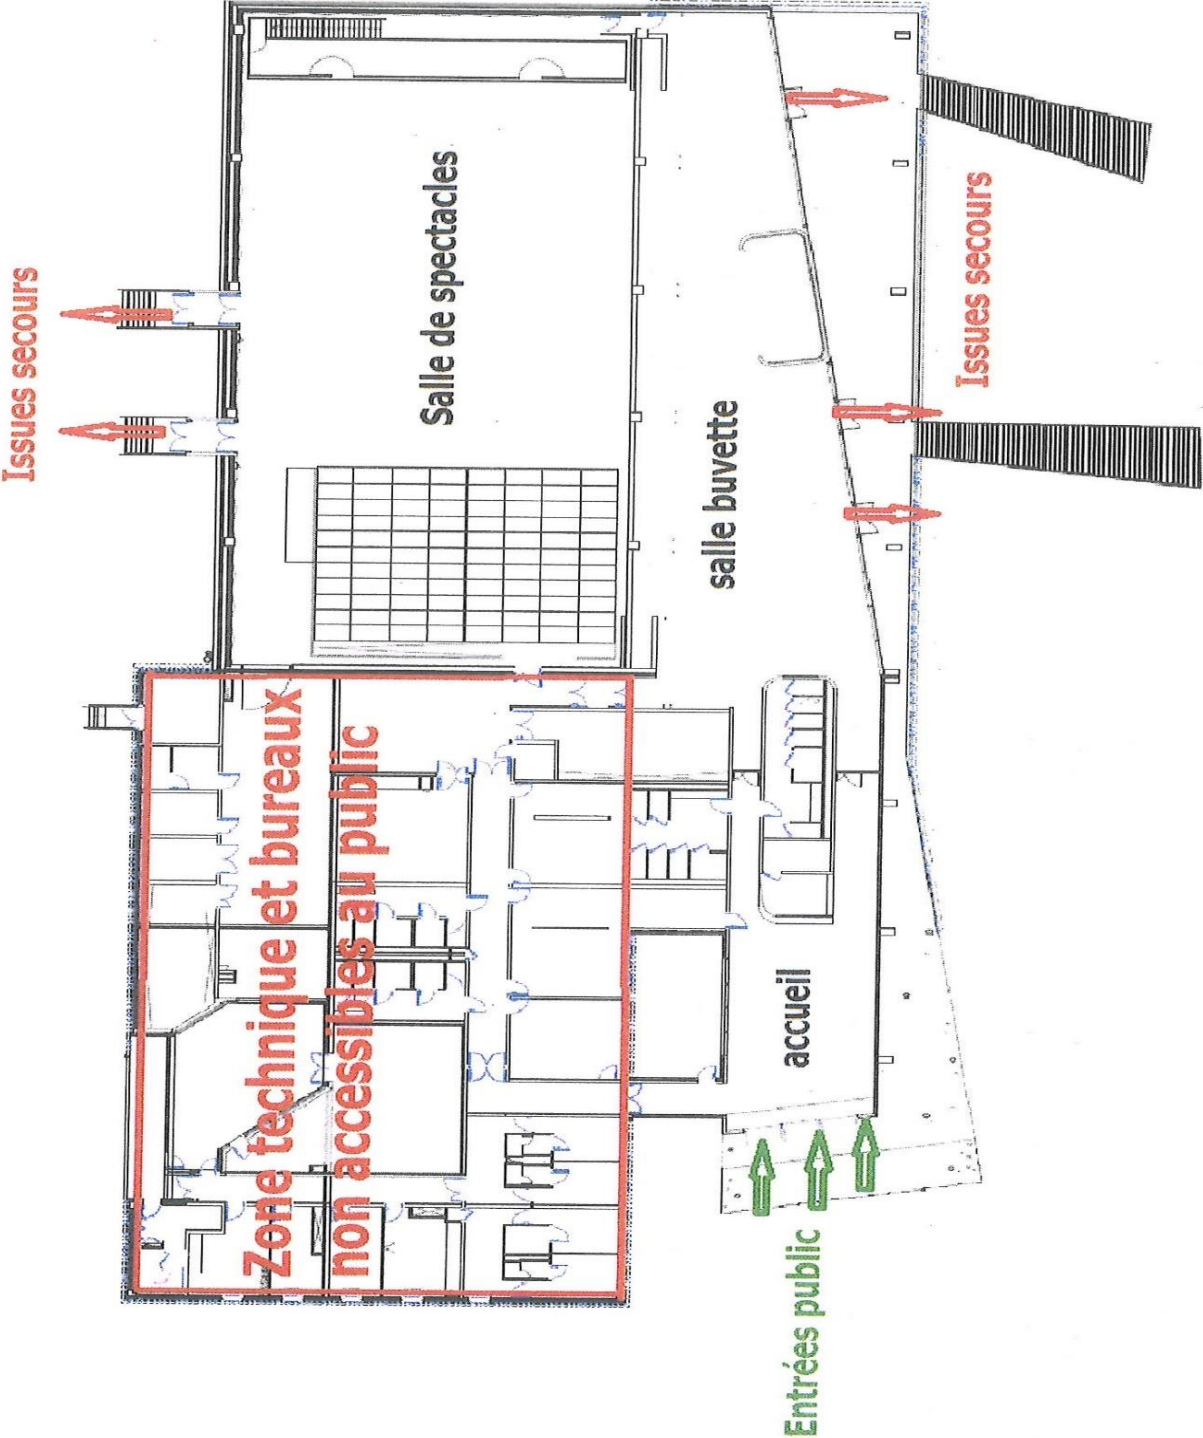 Issues secours
Zone technique et bureaux
non accessibles au public
Salle de spectacles
salle buvette
accueil
Entrées public
Issues secours